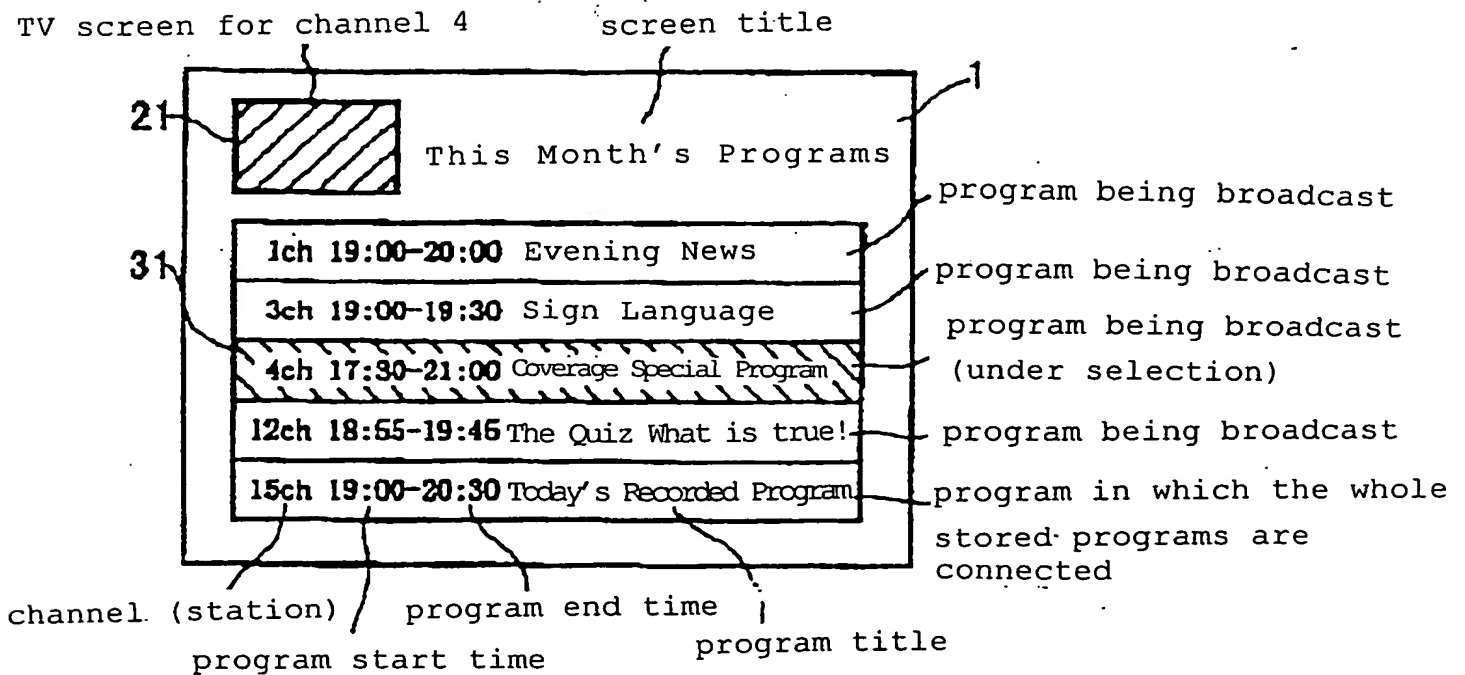 TV screen for channel 4
screen title
1
21
This Month's Programs
program being broadcast
1ch 19:00-20:00 Evening News
31
program being broadcast
3ch 19:00-19:30 Sign Language
program being broadcast
(under selection)
4ch 17:30-21:00 Coverage Special Program
12ch 18:55-19:45 The Quiz What is true!
program being broadcast
15ch 19:00-20:30 Today's Recorded Program
program in which the whole
stored programs are
connected
channel (station)
program end time
program start time
program title